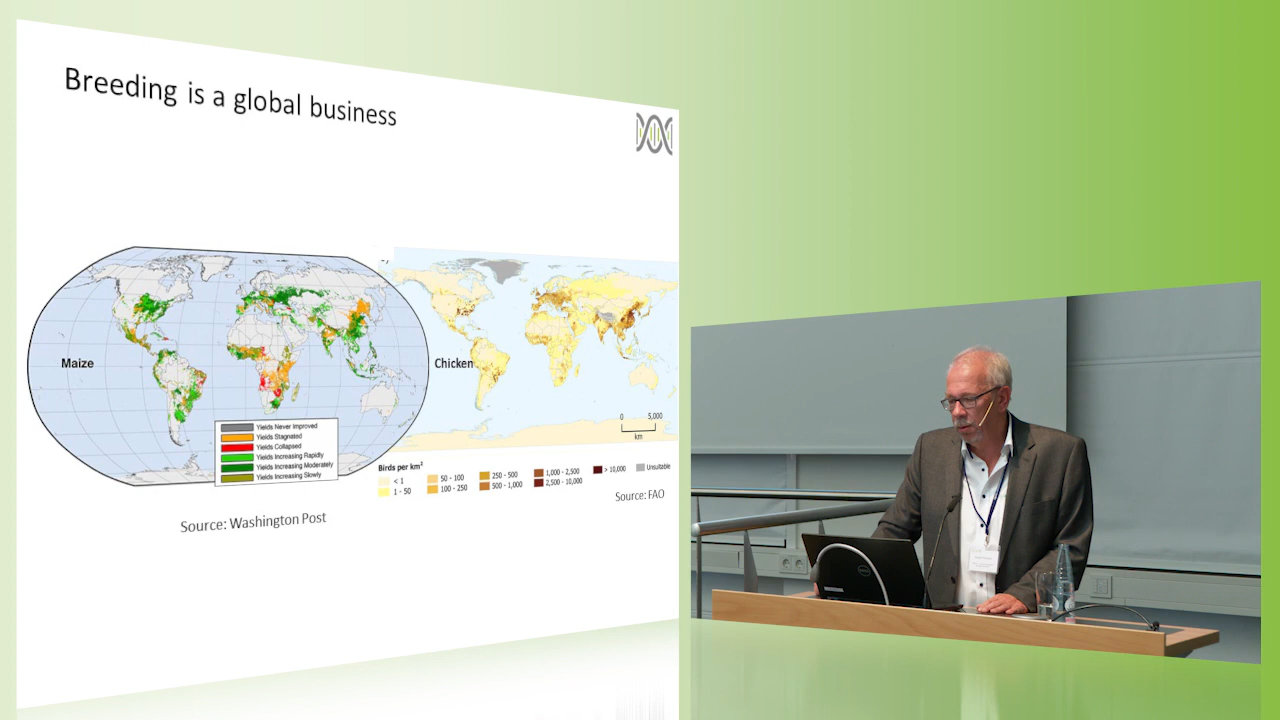 Breeding is a global business
Maize
Yields Never Improved
Yields Stagnated
Yields Collapsed
Yields Increasing Rapidly
Yields Increasing Moderately
Yields Increasing Slowly
Source: Washington Post
Chicken
0 5,000
km
Birds per km²
< 1
1 - 50
50 - 100
100 - 250
250 - 500
500 - 1,000
1,000 - 2,500
2,500 - 10,000
> 10,000
Unsuitable
Source: FAO
DELL